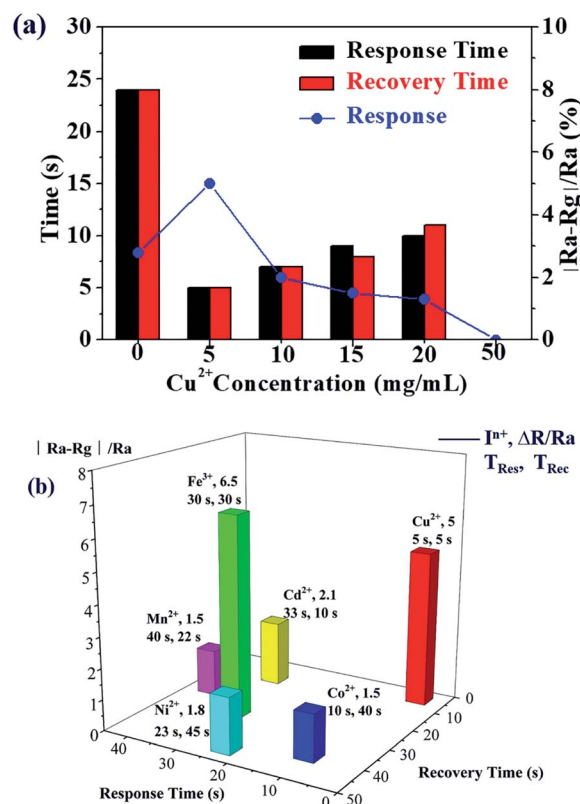 (a)
Response Time
Recovery Time
Response
Time (s)
30
25
20
15
10
5
0
10
8
6
4
2
0
|Ra-Rg|/Ra (%)
0 5 10 15 20 50
Cu²⁺Concentration (mg/mL)
| Ra-Rg | /Ra
(b)
Iⁿ⁺, ΔR/Ra
T_Res, T_Rec
8
7
6
5
4
3
2
1
0
Fe³⁺, 6.5
30 s, 30 s
Cu²⁺, 5
5 s, 5 s
Cd²⁺, 2.1
33 s, 10 s
Mn²⁺, 1.5
40 s, 22 s
Co²⁺, 1.5
10 s, 40 s
Ni²⁺, 1.8
23 s, 45 s
40 30 20 10 0
Response Time (s)
0
10
20
30
40
50
Recovery Time (s)